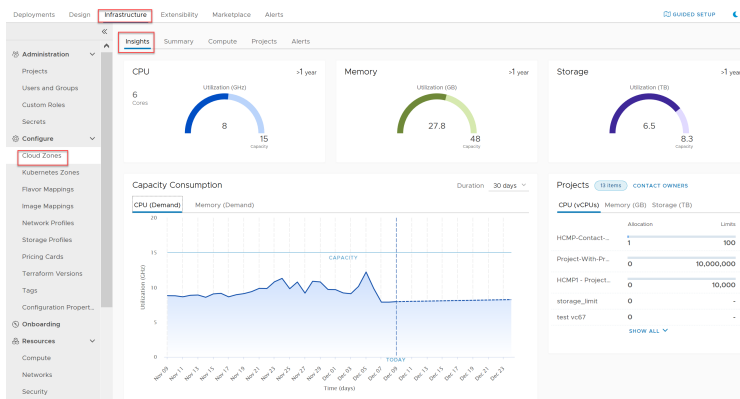 Deployments Design Infrastructure Extensibility Marketplace Alerts GUIDED SETUP
«
Administration
Projects
Users and Groups
Custom Roles
Secrets
Configure
Cloud Zones
Kubernetes Zones
Flavor Mappings
Image Mappings
Network Profiles
Storage Profiles
Pricing Cards
Terraform Versions
Tags
Configuration Propert...
Onboarding
Resources
Compute
Networks
Security
Insights Summary Compute Projects Alerts
CPU >1 year
6
Cores
Utilization (GHz)
8
15
Capacity
Memory >1 year
Utilization (GB)
27.8
48
Capacity
Storage >1 year
Utilization (TB)
6.5
8.3
Capacity
Capacity Consumption Duration 30 days
CPU (Demand) Memory (Demand)
Utilization (GHz)
20
15
10
5
0
CAPACITY
TODAY
Nov 09 Nov 11 Nov 13 Nov 15 Nov 17 Nov 19 Nov 21 Nov 23 Nov 25 Nov 27 Nov 29 Dec 01 Dec 03 Dec 05 Dec 07 Dec 09 Dec 11 Dec 13 Dec 15 Dec 17 Dec 19 Dec 21 Dec 23
Time (days)
Projects 13 items CONTACT OWNERS
CPU (vCPUs) Memory (GB) Storage (TB)
Allocation Limits
HCMP-Contact-... 1 100
Project-With-Pr... 0 10,000,000
HCMP1 - Project... 0 10,000
storage_limit 0 -
test vc67 0 -
SHOW ALL